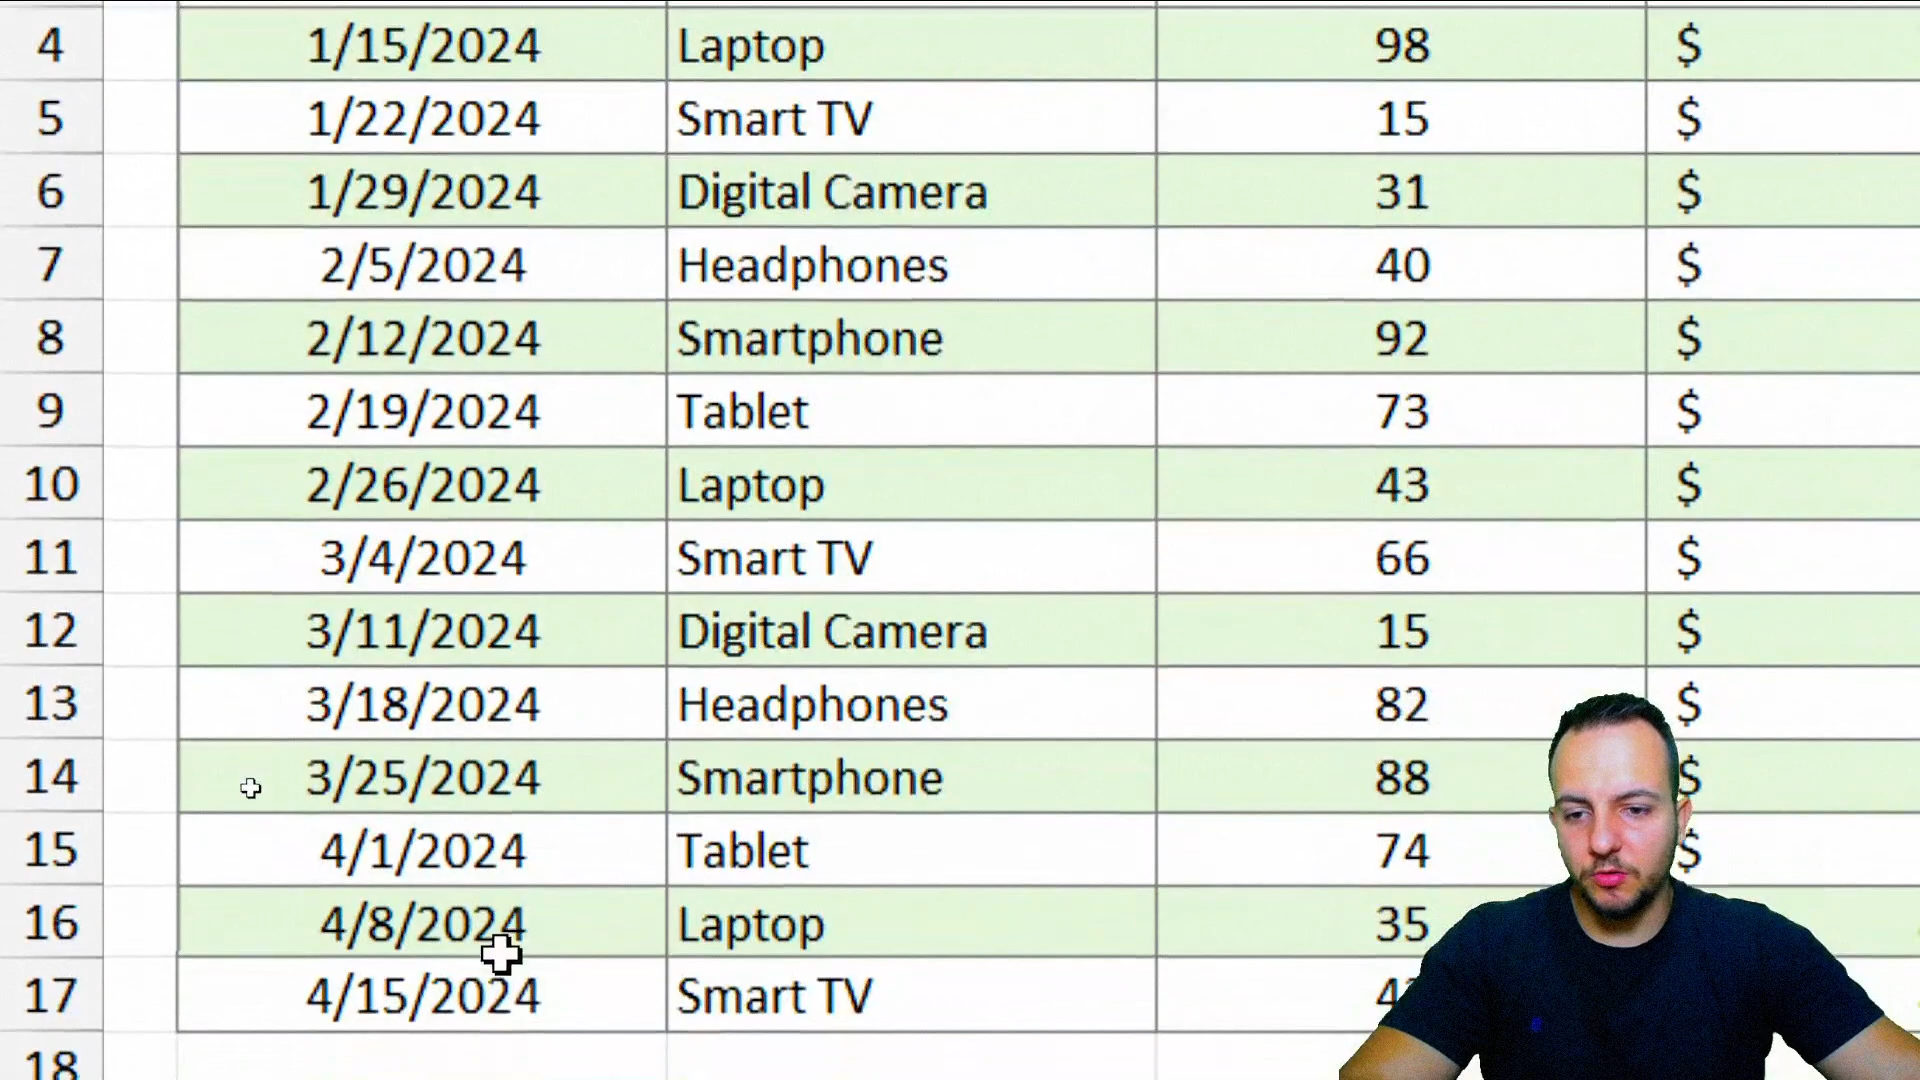 4 1/15/2024 Laptop 98 $
5 1/22/2024 Smart TV 15 $
6 1/29/2024 Digital Camera 31 $
7 2/5/2024 Headphones 40 $
8 2/12/2024 Smartphone 92 $
9 2/19/2024 Tablet 73 $
10 2/26/2024 Laptop 43 $
11 3/4/2024 Smart TV 66 $
12 3/11/2024 Digital Camera 15 $
13 3/18/2024 Headphones 82 $
14 3/25/2024 Smartphone 88 $
15 4/1/2024 Tablet 74 $
16 4/8/2024 Laptop 35
17 4/15/2024 Smart TV
18